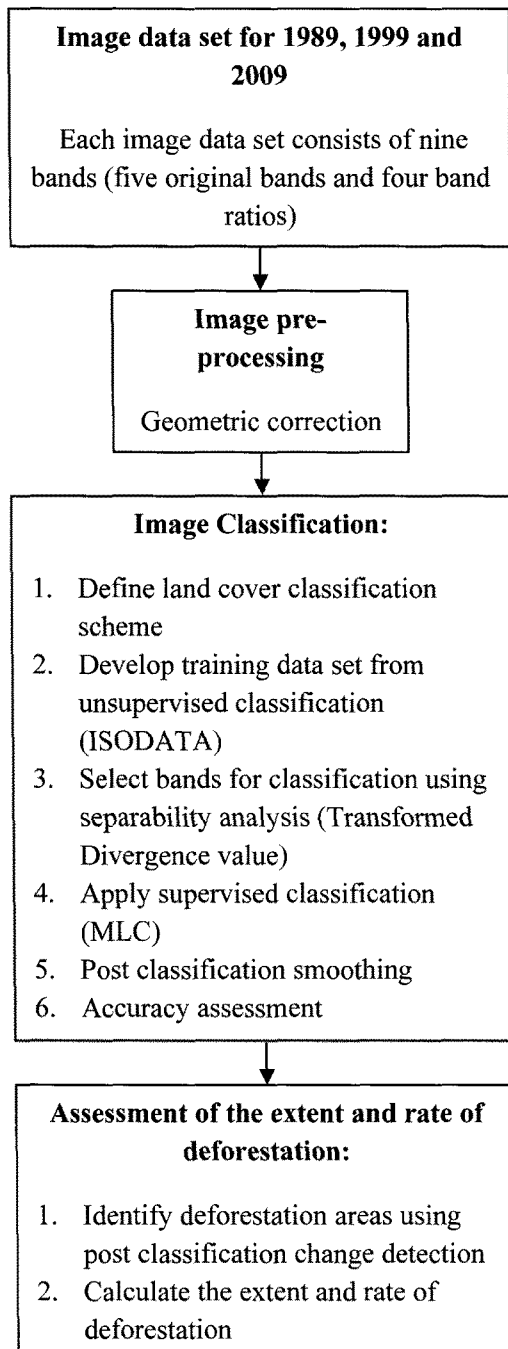 Image data set for 1989, 1999 and
2009
Each image data set consists of nine
bands (five original bands and four band
ratios)
Image pre-
processing
Geometric correction
Image Classification:
1. Define land cover classification
scheme
2. Develop training data set from
unsupervised classification
(ISODATA)
3. Select bands for classification using
separability analysis (Transformed
Divergence value)
4. Apply supervised classification
(MLC)
5. Post classification smoothing
6. Accuracy assessment
Assessment of the extent and rate of
deforestation:
1. Identify deforestation areas using
post classification change detection
2. Calculate the extent and rate of
deforestation